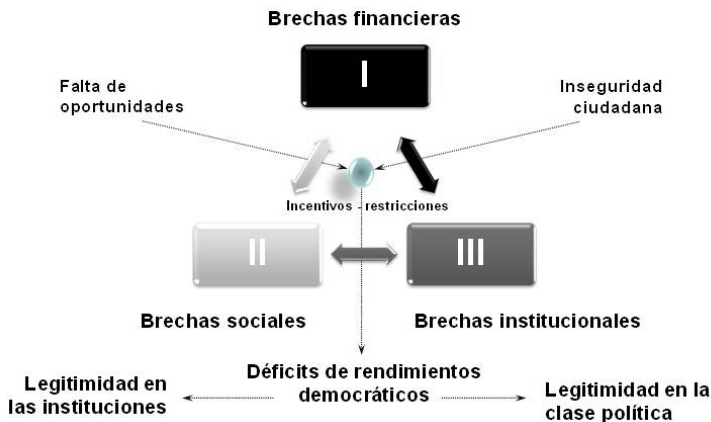 Brechas financieras
I
Falta de
oportunidades
Inseguridad
ciudadana
Incentivos - restricciones
II
III
Brechas sociales
Brechas institucionales
Déficits de rendimientos
democráticos
Legitimidad en
las instituciones
Legitimidad en la
clase política